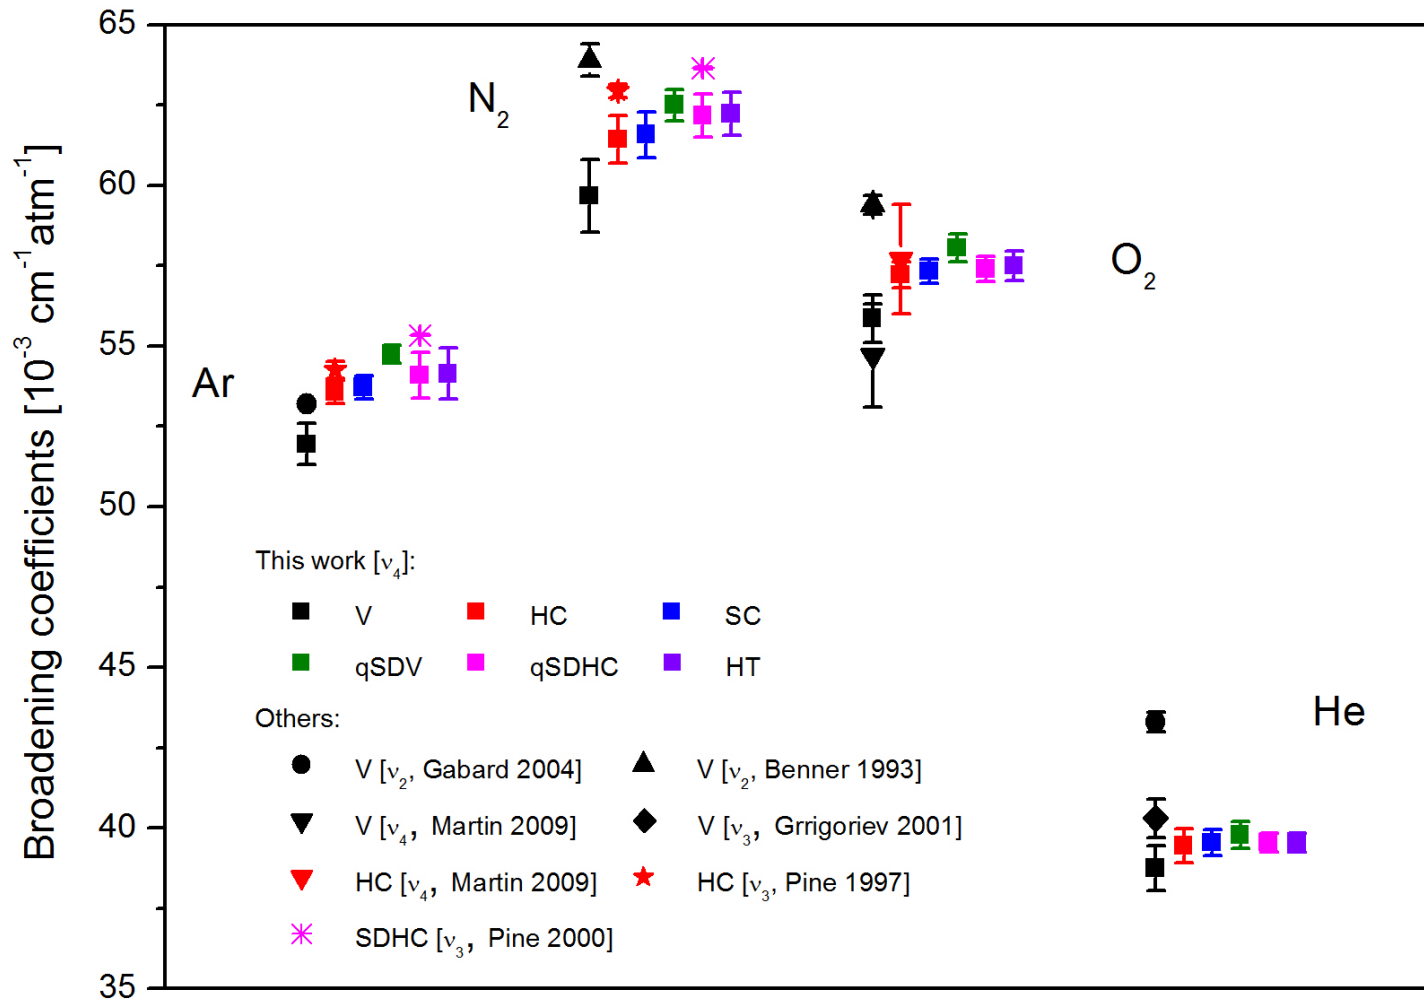 65
60
55
50
45
40
35
Broadening coefficients [10⁻³ cm⁻¹atm⁻¹]
N₂
O₂
Ar
He
This work [ν₄]:
V HC SC
qSDV qSDHC HT
Others:
V [ν₂, Gabard 2004] V [ν₂, Benner 1993]
V [ν₄, Martin 2009] V [ν₃, Grrigoriev 2001]
HC [ν₄, Martin 2009] HC [ν₃, Pine 1997]
SDHC [ν₃, Pine 2000]